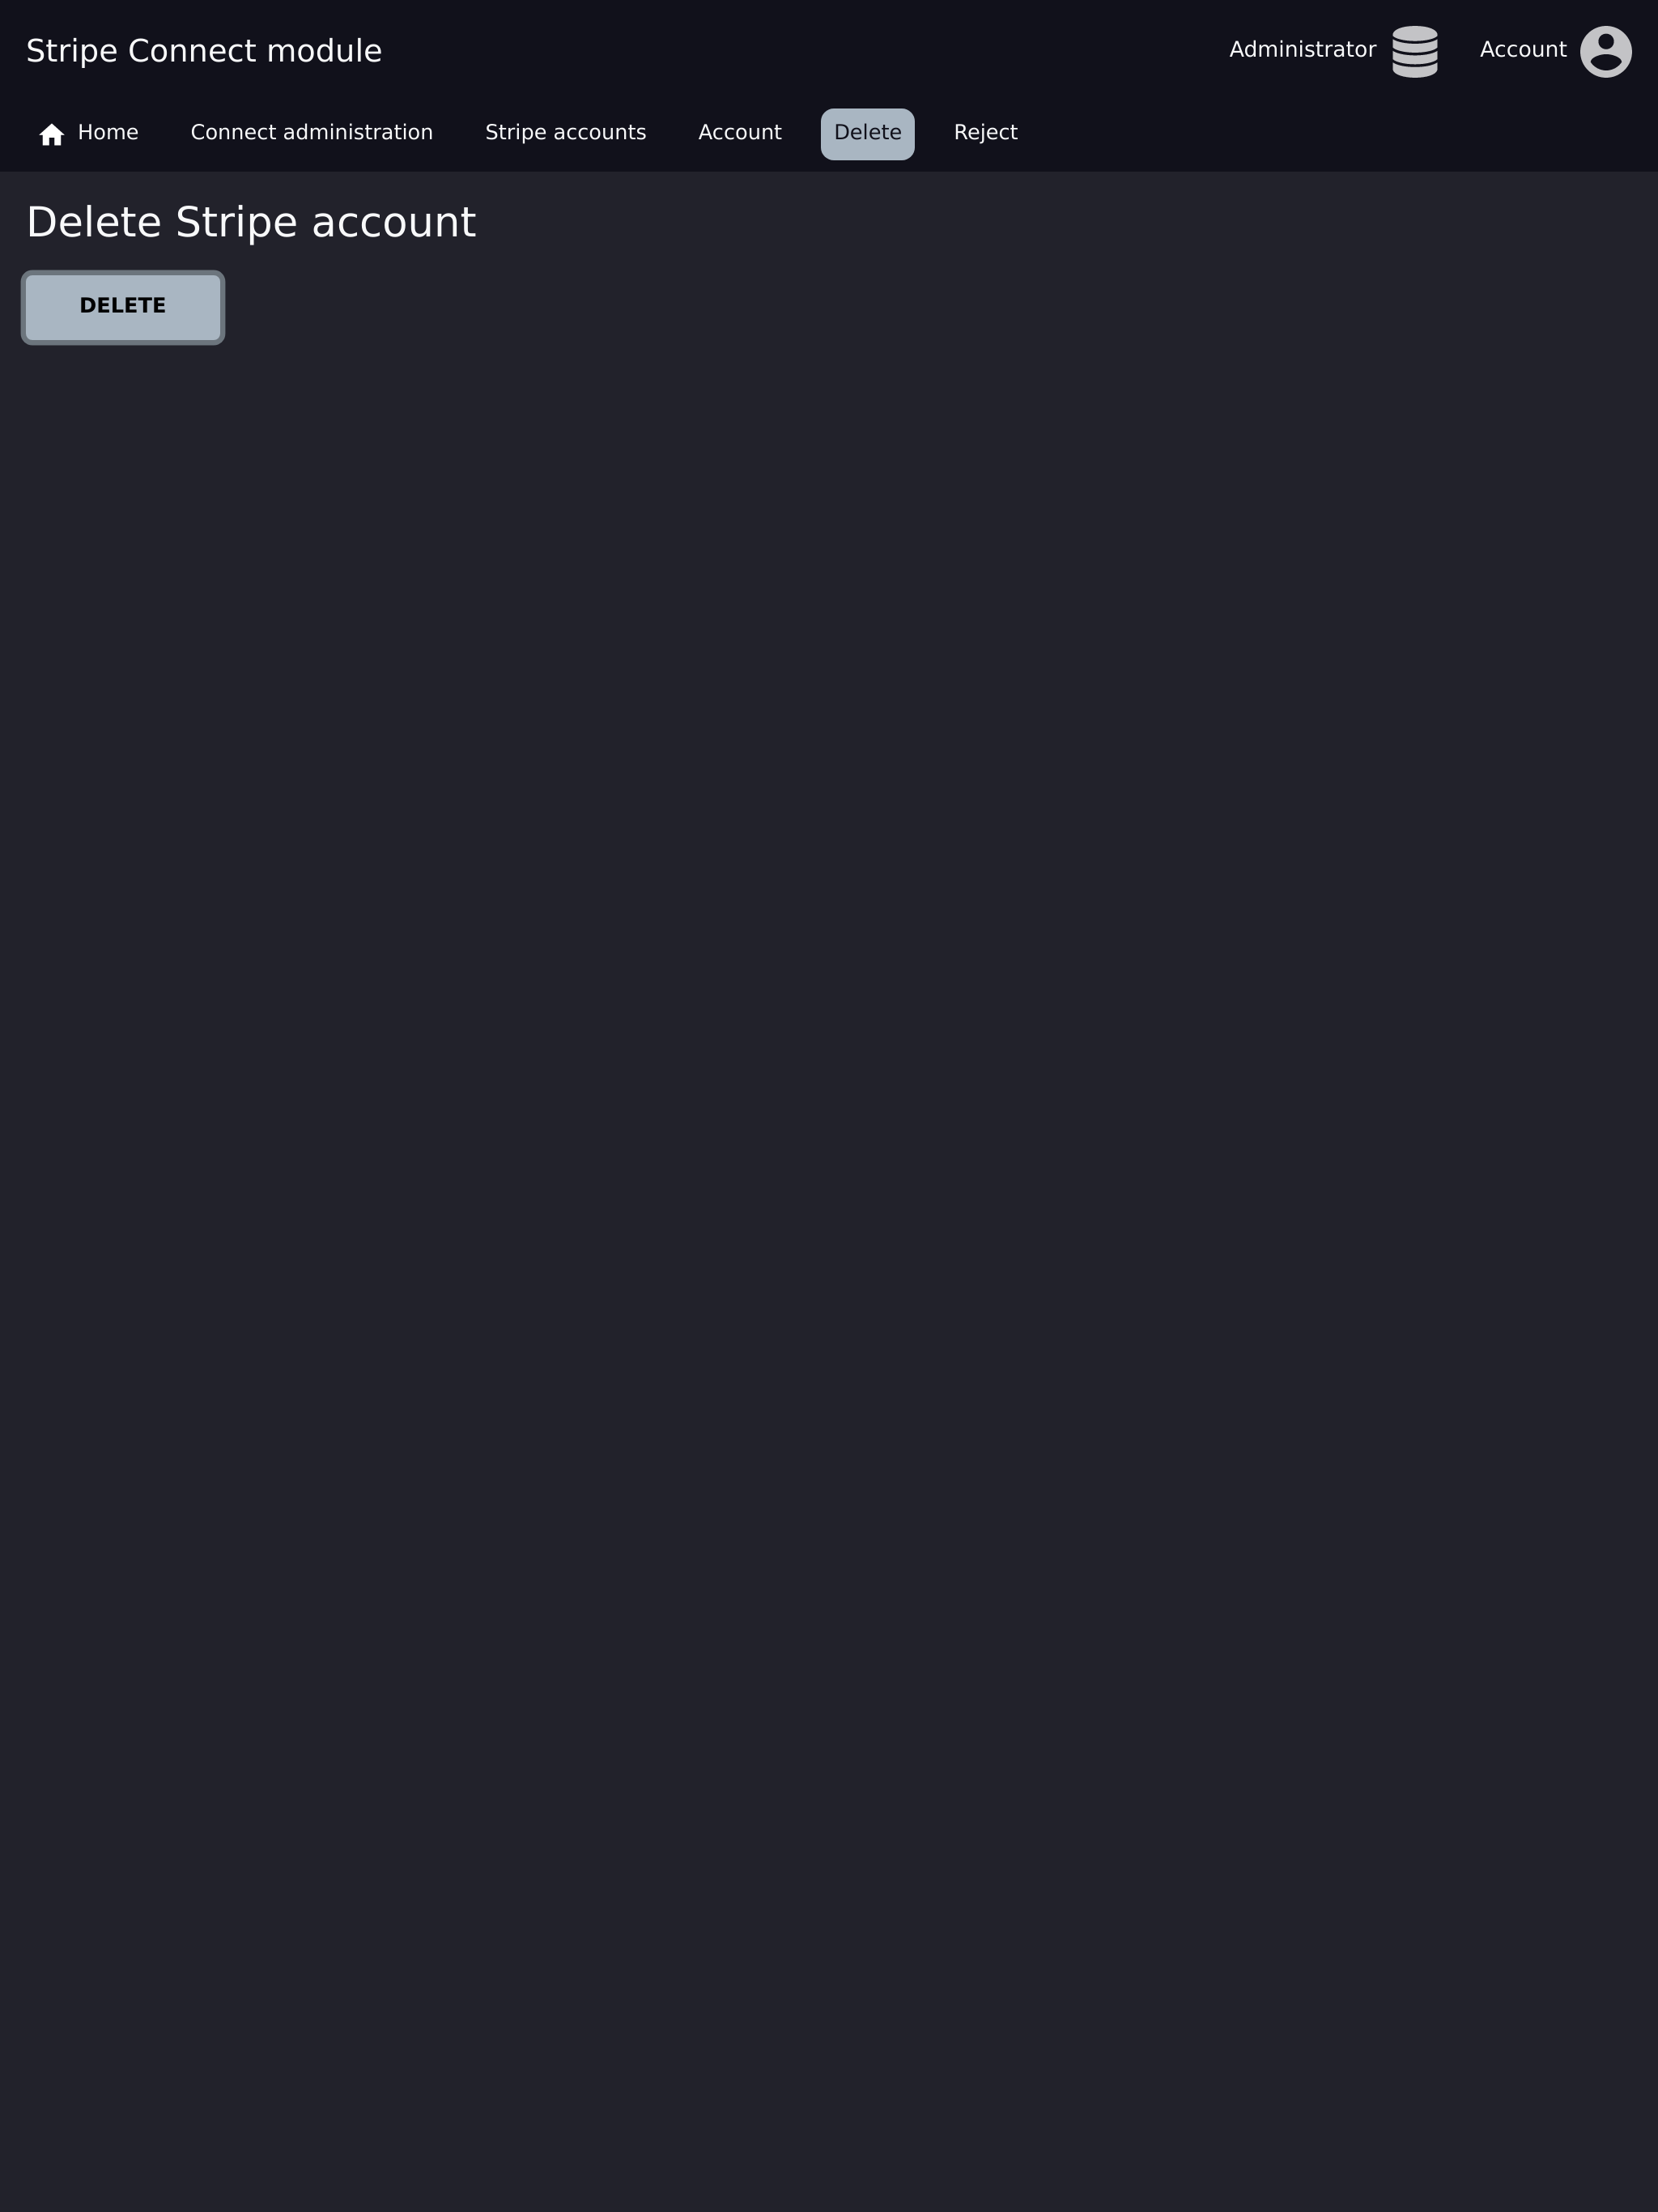 Stripe Connect module
Administrator
Account
Home
Connect administration
Stripe accounts
Account
Delete
Reject
Delete Stripe account
DELETE